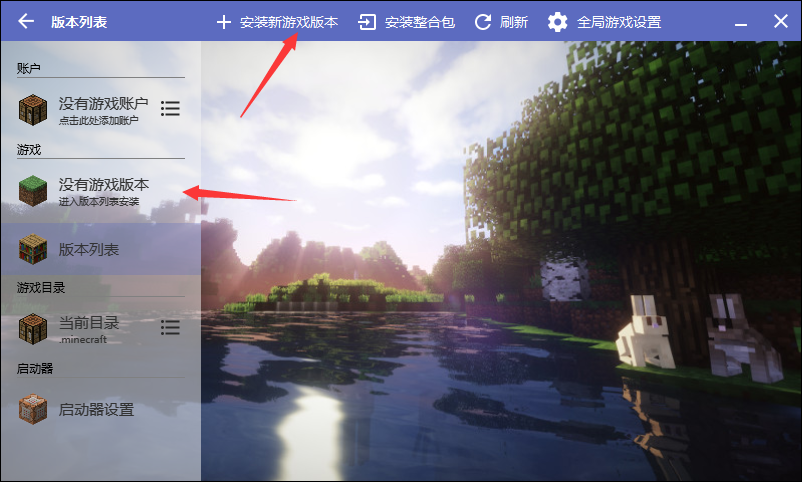 版本列表
安装新游戏版本
安装整合包
刷新
全局游戏设置
账户
没有游戏账户
点击此处添加账户
游戏
没有游戏版本
进入版本列表安装
版本列表
游戏目录
当前目录
.minecraft
启动器
启动器设置